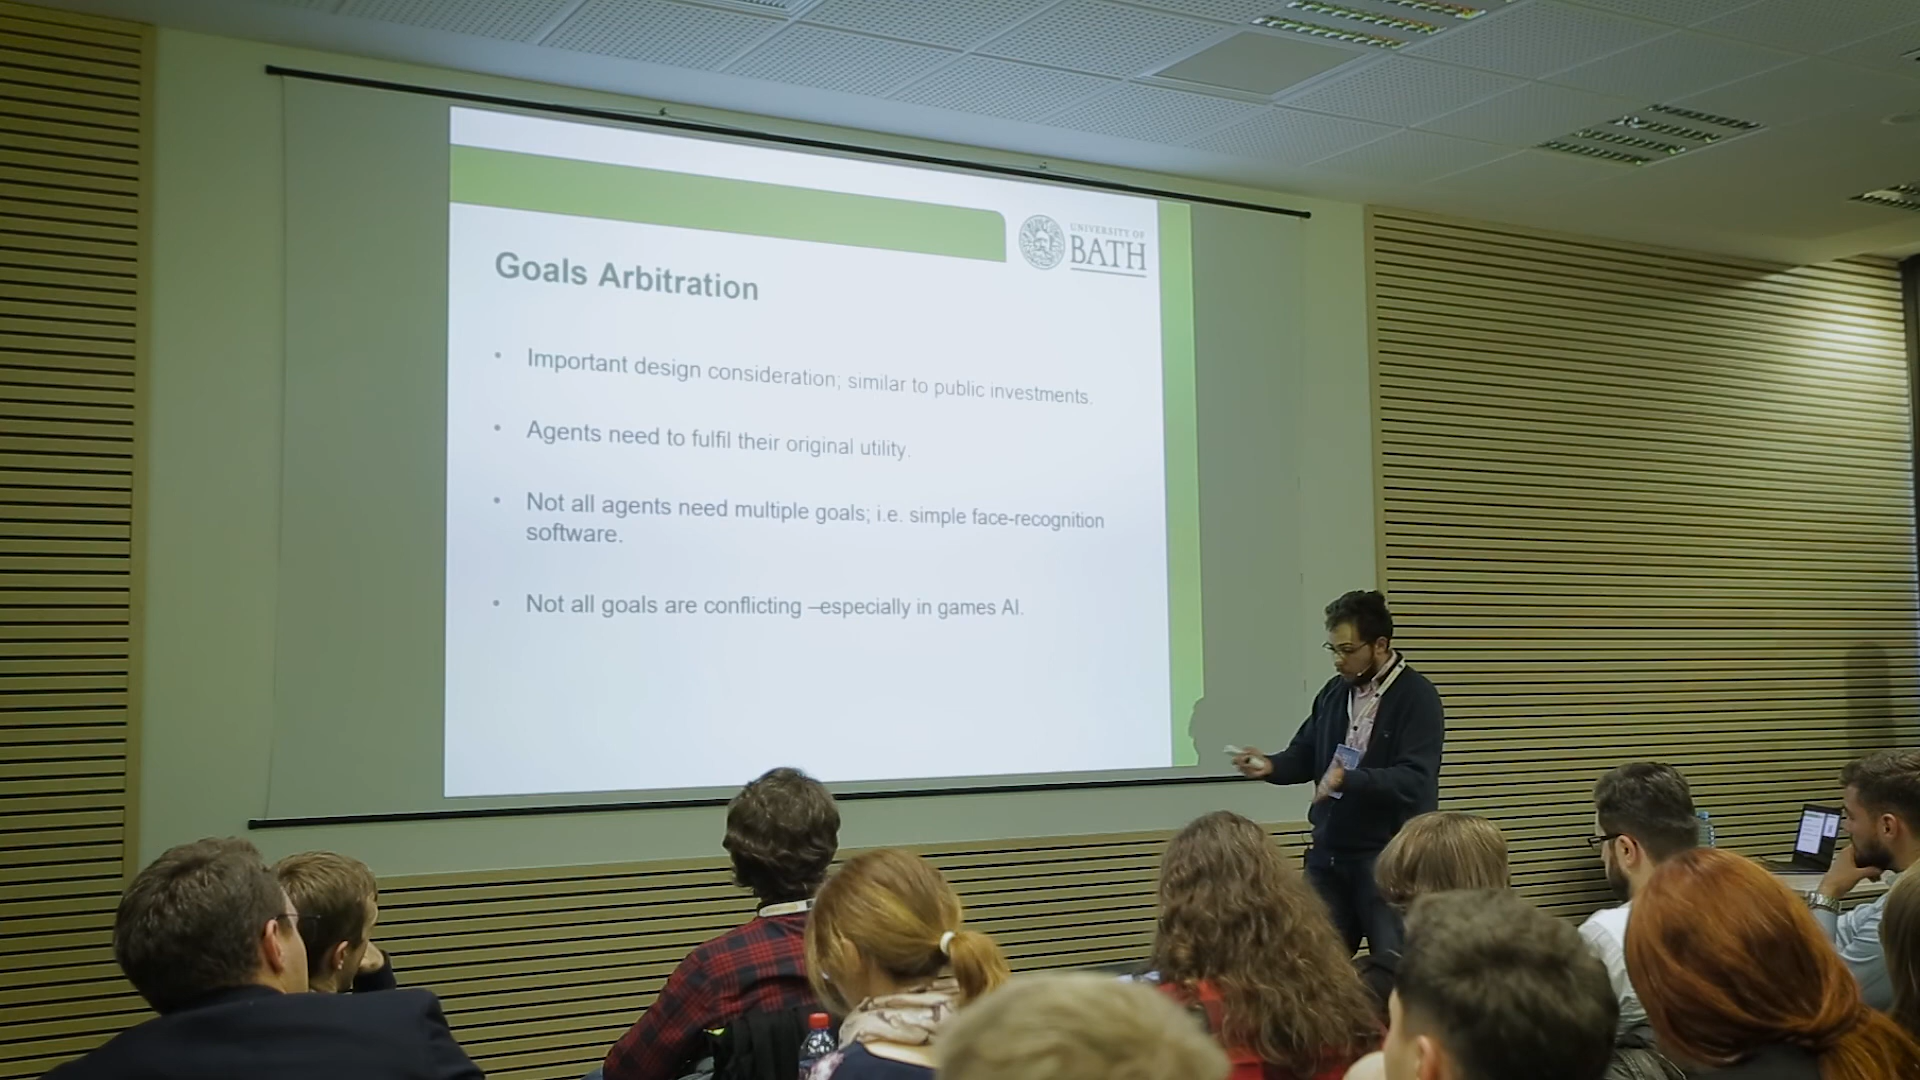 UNIVERSITY OF
BATH
Goals Arbitration
• Important design consideration; similar to public investments.
• Agents need to fulfil their original utility.
• Not all agents need multiple goals; i.e. simple face-recognition
software.
• Not all goals are conflicting –especially in games AI.